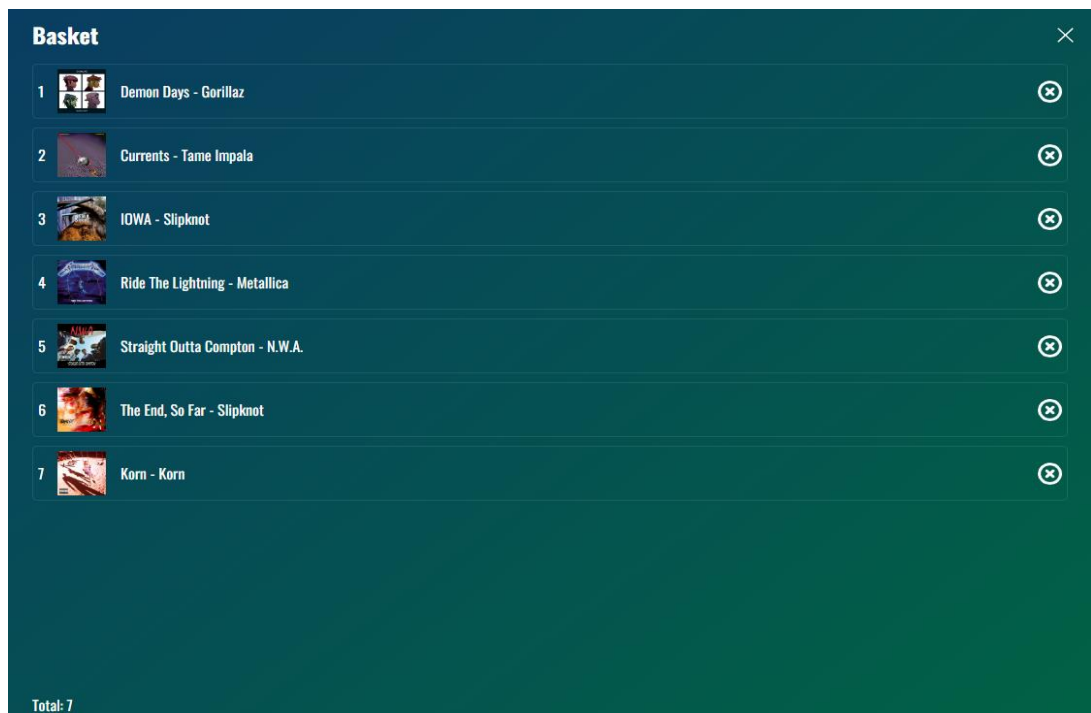 Basket
1 Demon Days - Gorillaz
2 Currents - Tame Impala
3 IOWA - Slipknot
4 Ride The Lightning - Metallica
5 Straight Outta Compton - N.W.A.
6 The End, So Far - Slipknot
7 Korn - Korn
Total: 7